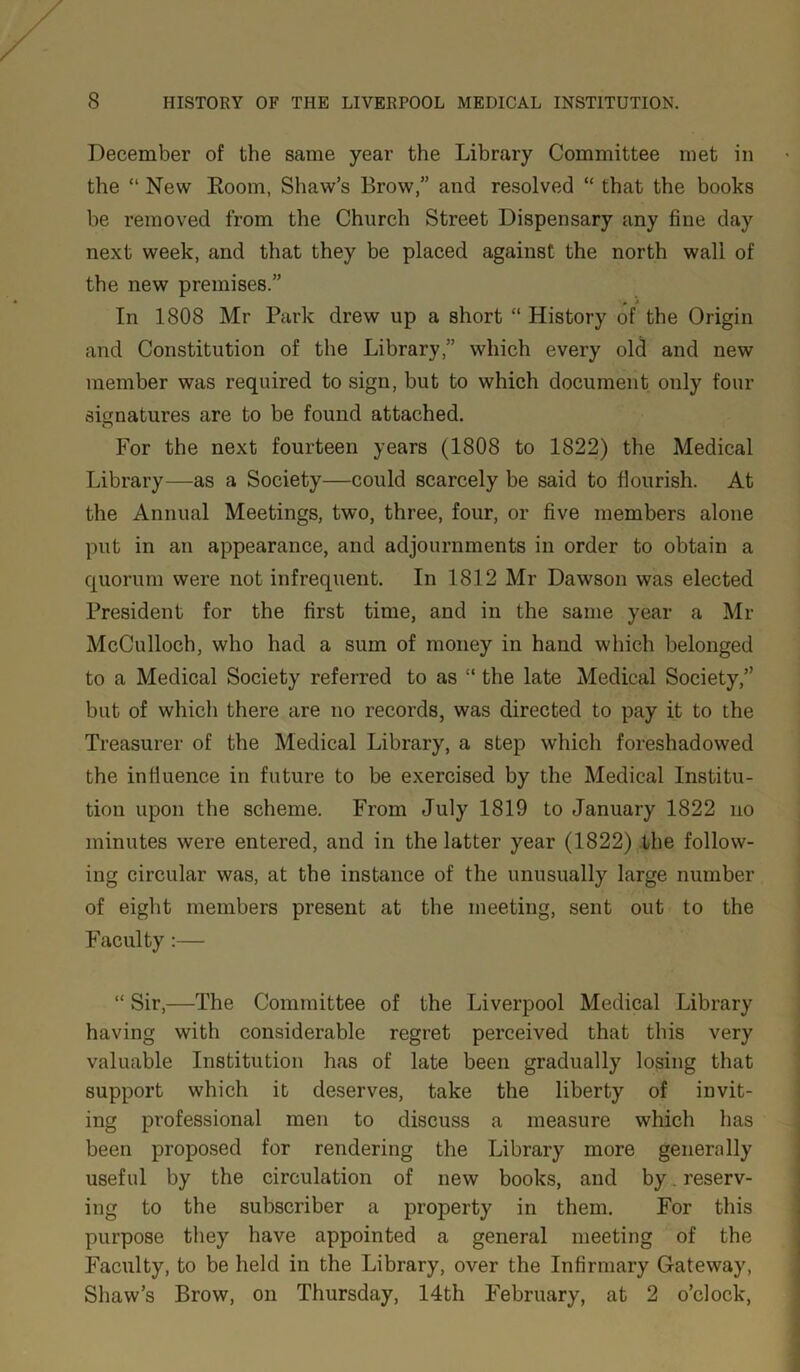 8 HISTORY OF THE LIVERPOOL MEDICAL INSTITUTION.
December of the same year the Library Committee met in
the “ New Room, Shaw’s Brow,” and resolved “ that the books
be removed from the Church Street Dispensary any fine day
next week, and that they be placed against the north wall of
the new premises.”
In 1808 Mr Park drew up a short “ History of the Origin
and Constitution of the Library,” which every old and new
member was required to sign, but to which document only four
signatures are to be found attached.
For the next fourteen years (1808 to 1822) the Medical
Library—as a Society—could scarcely be said to flourish. At
the Annual Meetings, two, three, four, or five members alone
put in an appearance, and adjournments in order to obtain a
quorum were not infrequent. In 1812 Mr Dawson was elected
President for the first time, and in the same year a Mr
McCulloch, who had a sum of money in hand which belonged
to a Medical Society referred to as “ the late Medical Society,”
but of which there are no records, was directed to pay it to the
Treasurer of the Medical Library, a step which foreshadowed
the influence in future to be exercised by the Medical Institu-
tion upon the scheme. From July 1819 to January 1822 no
minutes were entered, and in the latter year (1822) the follow-
ing circular was, at the instance of the unusually large number
of eight members present at the meeting, sent out to the
Faculty :—
“ Sir,—The Committee of the Liverpool Medical Library
having with considerable regret perceived that this very
valuable Institution has of late been gradually losing that
support which it deserves, take the liberty of invit-
ing professional men to discuss a measure which has
been proposed for rendering the Library more generally
useful by the circulation of new books, and by reserv-
ing to the subscriber a property in them. For this
purpose they have appointed a general meeting of the
Faculty, to be held in the Library, over the Infirmary Gateway,
Shaw’s Brow, on Thursday, 14th February, at 2 o’clock,